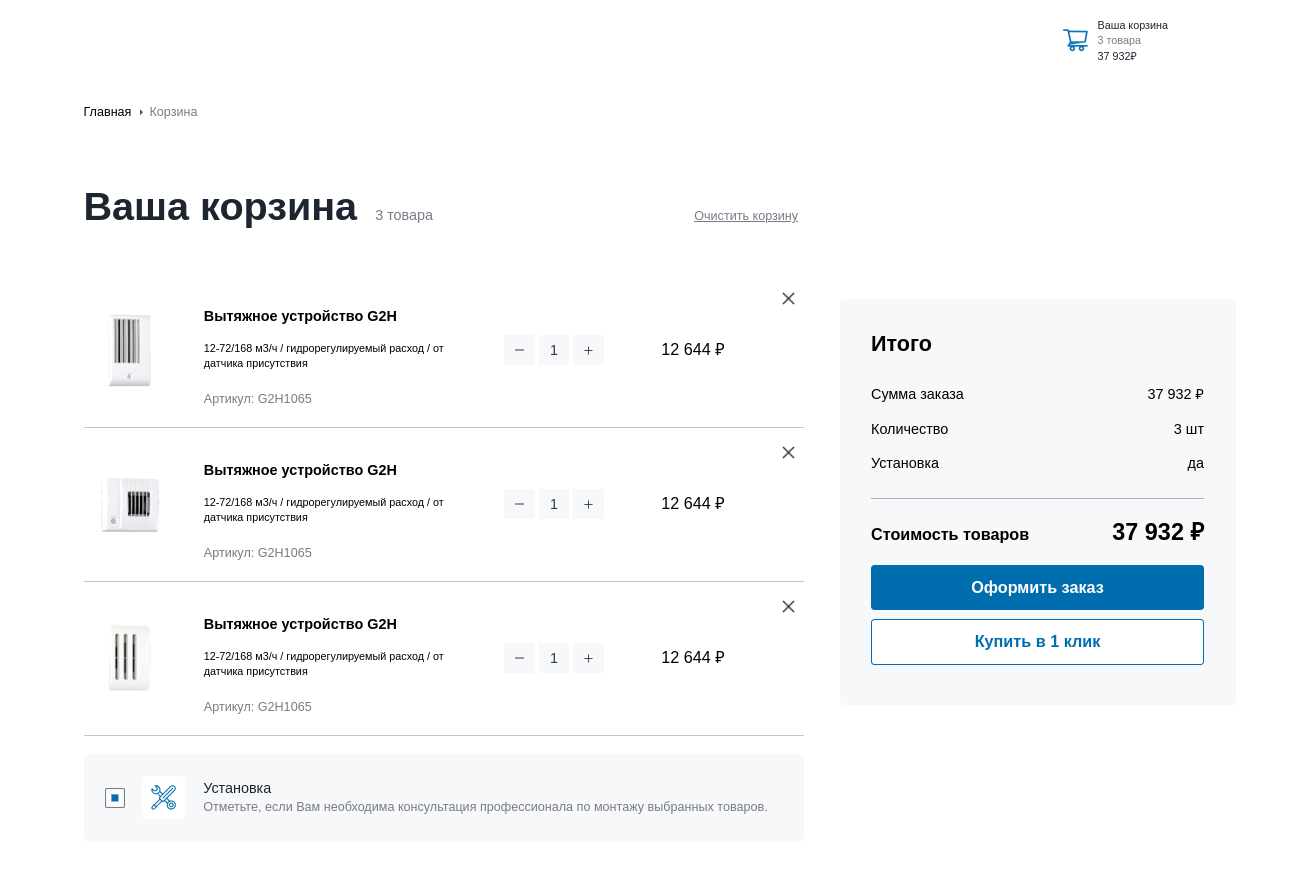 Ваша корзина
3 товара
37 932₽
Главная
Корзина
Ваша корзина
3 товара
Очистить корзину
Вытяжное устройство G2H
12-72/168 м3/ч / гидрорегулируемый расход / от
датчика присутствия
Артикул: G2H1065
− 1 +
12 644 ₽
Вытяжное устройство G2H
12-72/168 м3/ч / гидрорегулируемый расход / от
датчика присутствия
Артикул: G2H1065
− 1 +
12 644 ₽
Вытяжное устройство G2H
12-72/168 м3/ч / гидрорегулируемый расход / от
датчика присутствия
Артикул: G2H1065
− 1 +
12 644 ₽
Установка
Отметьте, если Вам необходима консультация профессионала по монтажу выбранных товаров.
Итого
Сумма заказа 37 932 ₽
Количество 3 шт
Установка да
Стоимость товаров 37 932 ₽
Оформить заказ
Купить в 1 клик